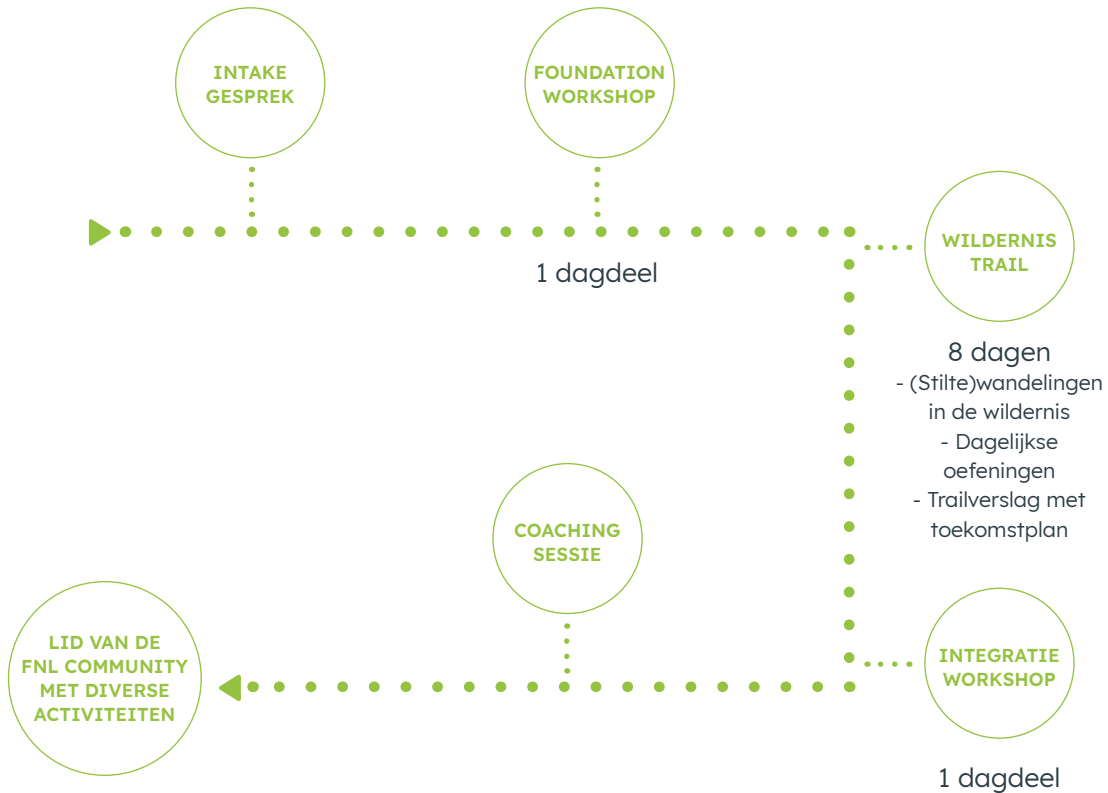 INTAKE
GESPREK
FOUNDATION
WORKSHOP
1 dagdeel
WILDERNIS
TRAIL
8 dagen
- (Stilte)wandelingen
in de wildernis
- Dagelijkse
oefeningen
- Trailverslag met
toekomstplan
INTEGRATIE
WORKSHOP
1 dagdeel
COACHING
SESSIE
LID VAN DE
FNL COMMUNITY
MET DIVERSE
ACTIVITEITEN